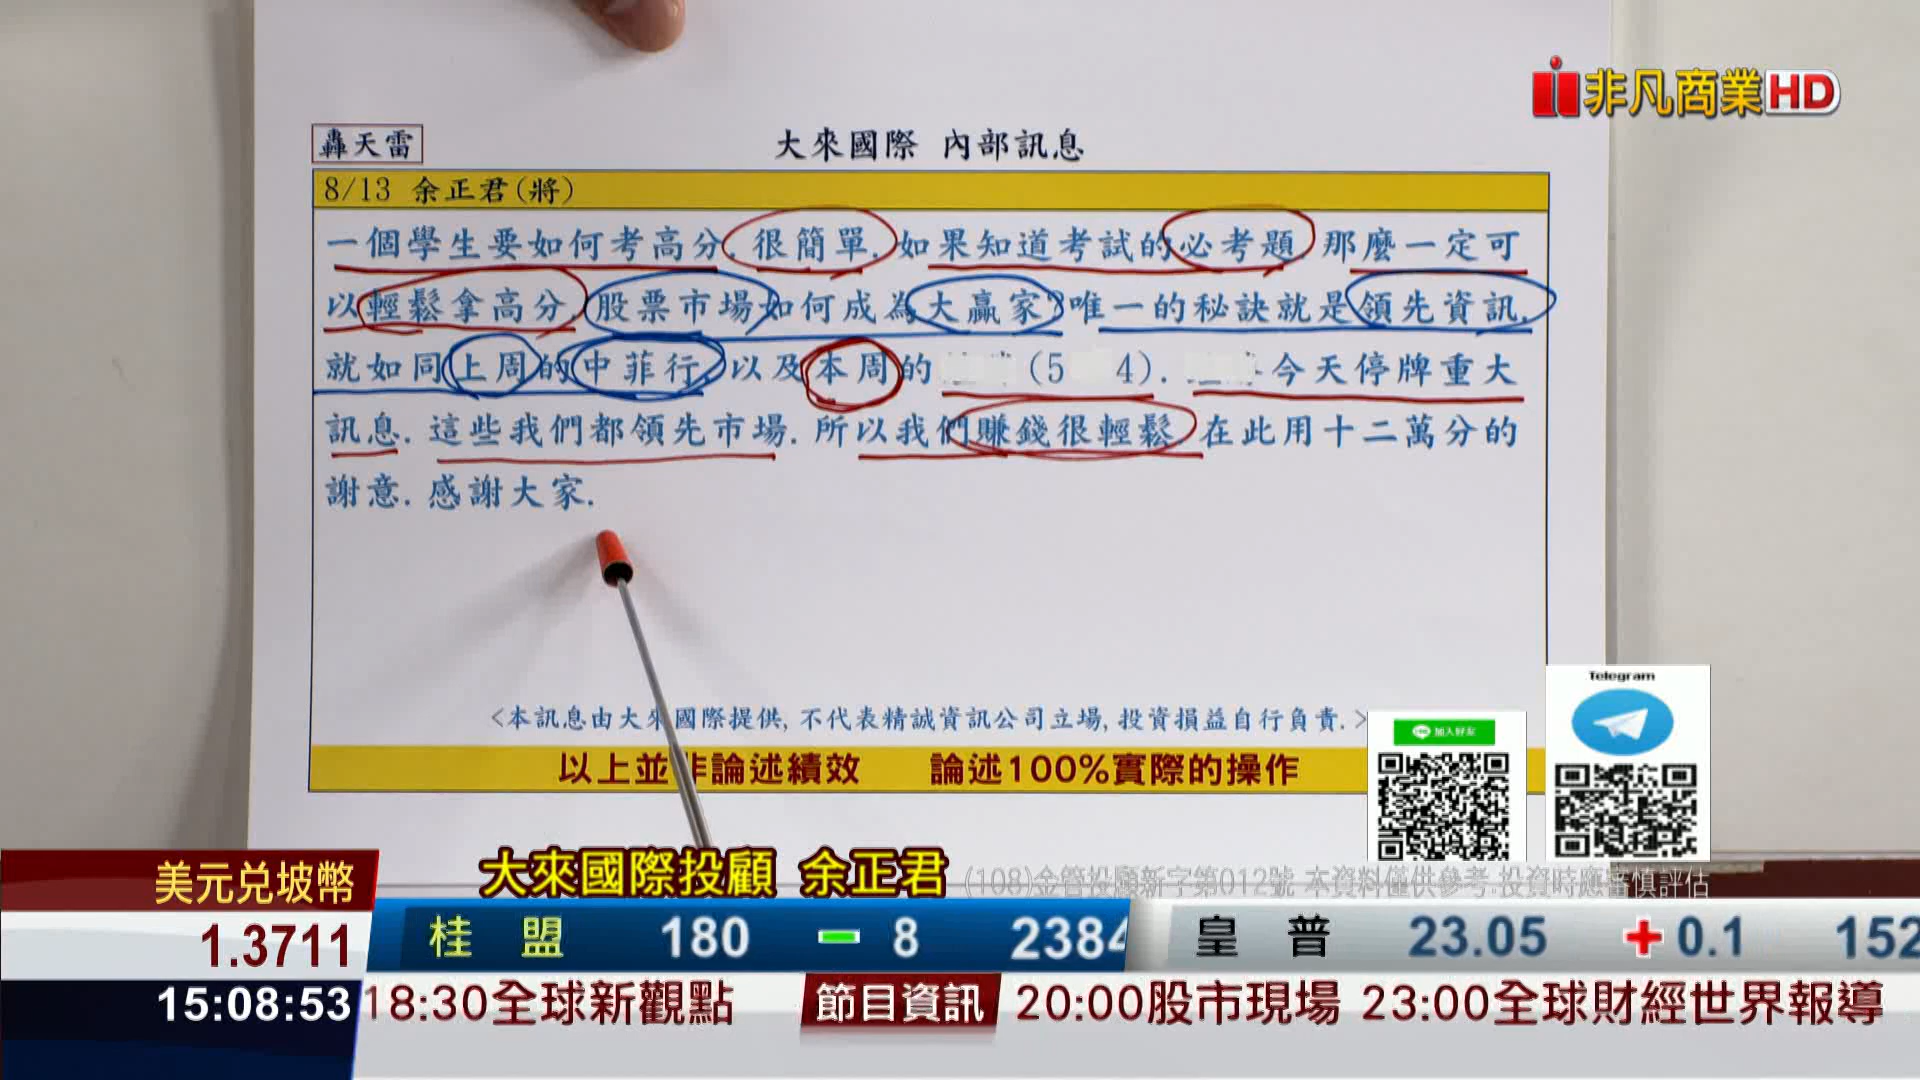 非凡商業HD
轟天雷
大來國際 內部訊息
8/13 余正君(將)
一個學生要如何考高分.很簡單.如果知道考試的必考題 那麼一定可
以輕鬆拿高分.股票市場如何成為大贏家?唯一的秘訣就是領先資訊.
就如同上周的中菲行.以及本周的 (5 4). 今天停牌重大
訊息.這些我們都領先市場.所以我們賺錢很輕鬆.在此用十二萬分的
謝意.感謝大家.
<本訊息由大來國際提供,不代表精誠資訊公司立場,投資損益自行負責.>
以上並非論述績效 論述100%實際的操作
加入好友
Telegram
大來國際投顧 余正君
(108)金管投顧新字第012號 本資料僅供參考.投資時應審慎評估
美元兌坡幣
1.3711
15:08:53
桂盟 180 － 8 2384
皇普 23.05 +0.1 152
18:30全球新觀點 節目資訊 20:00股市現場 23:00全球財經世界報導